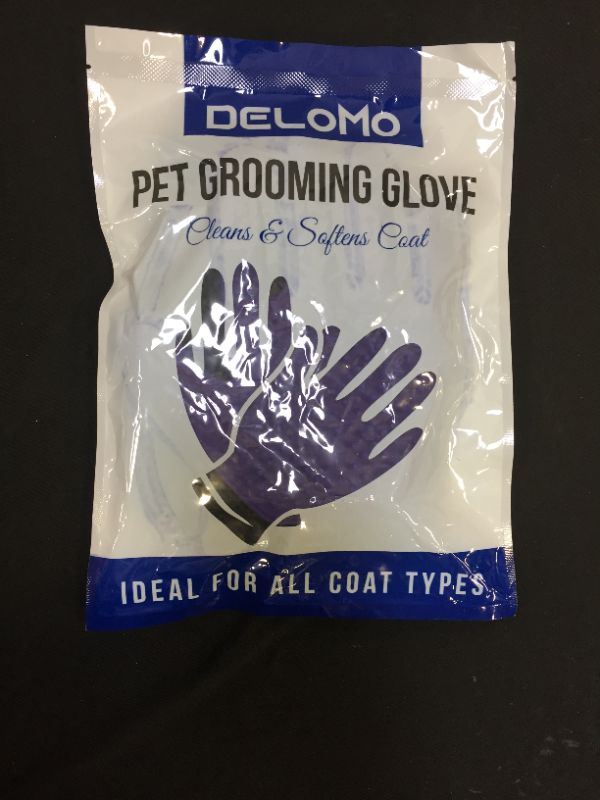 DELOMO
PET GROOMING GLOVE
Cleans & Softens Coat
IDEAL FOR ALL COAT TYPES